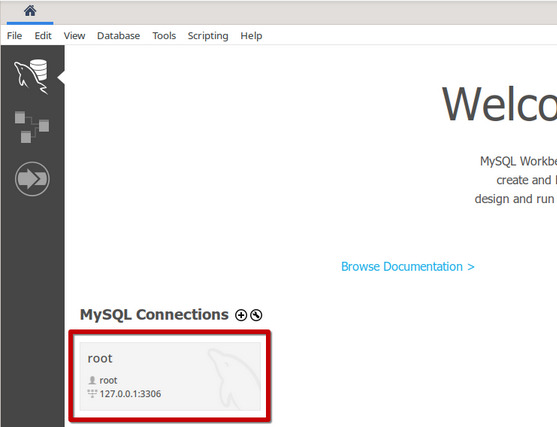 File Edit View Database Tools Scripting Help
Welco
MySQL Workbe
create and
design and run
Browse Documentation >
MySQL Connections
root
root
127.0.0.1:3306